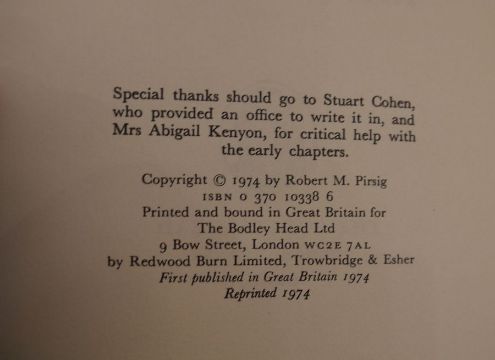 Special thanks should go to Stuart Cohen,
who provided an office to write it in, and
Mrs Abigail Kenyon, for critical help with
the early chapters.
Copyright © 1974 by Robert M. Pirsig
ISBN 0 370 10338 6
Printed and bound in Great Britain for
The Bodley Head Ltd
9 Bow Street, London WC2E 7AL
by Redwood Burn Limited, Trowbridge & Esher
First published in Great Britain 1974
Reprinted 1974